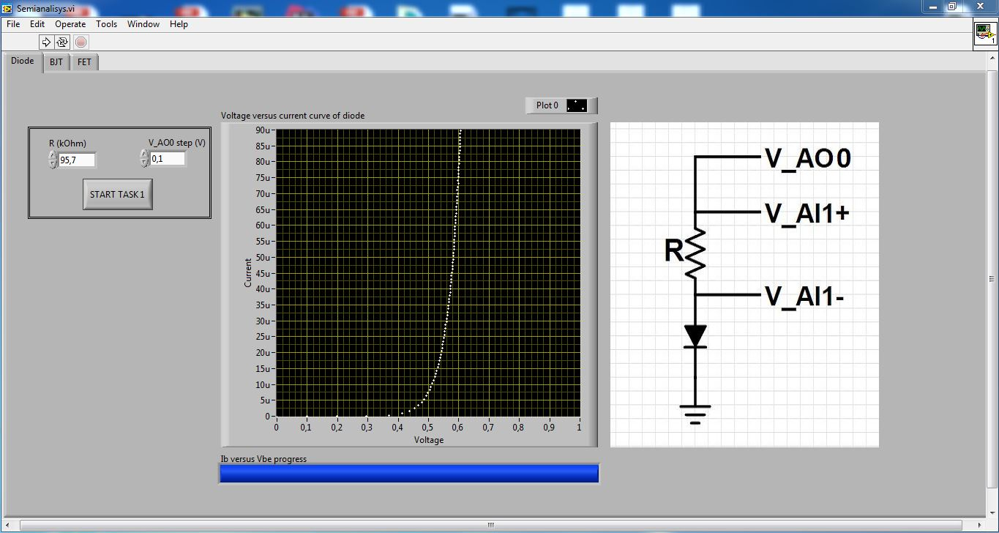 Semianalisys.vi
File Edit Operate Tools Window Help
1
Diode BJT FET
Plot 0
Voltage versus current curve of diode
R (kOhm) V_AO0 step (V)
95,7 0,1
START TASK1
90u
85u
80u
75u
70u
65u
60u
55u
50u
45u
40u
35u
30u
25u
20u
15u
10u
5u
0
Current
0 0,1 0,2 0,3 0,4 0,5 0,6 0,7 0,8 0,9 1
Voltage
V_AO0
V_AI1+
R
V_AI1-
Ib versus Vbe progress